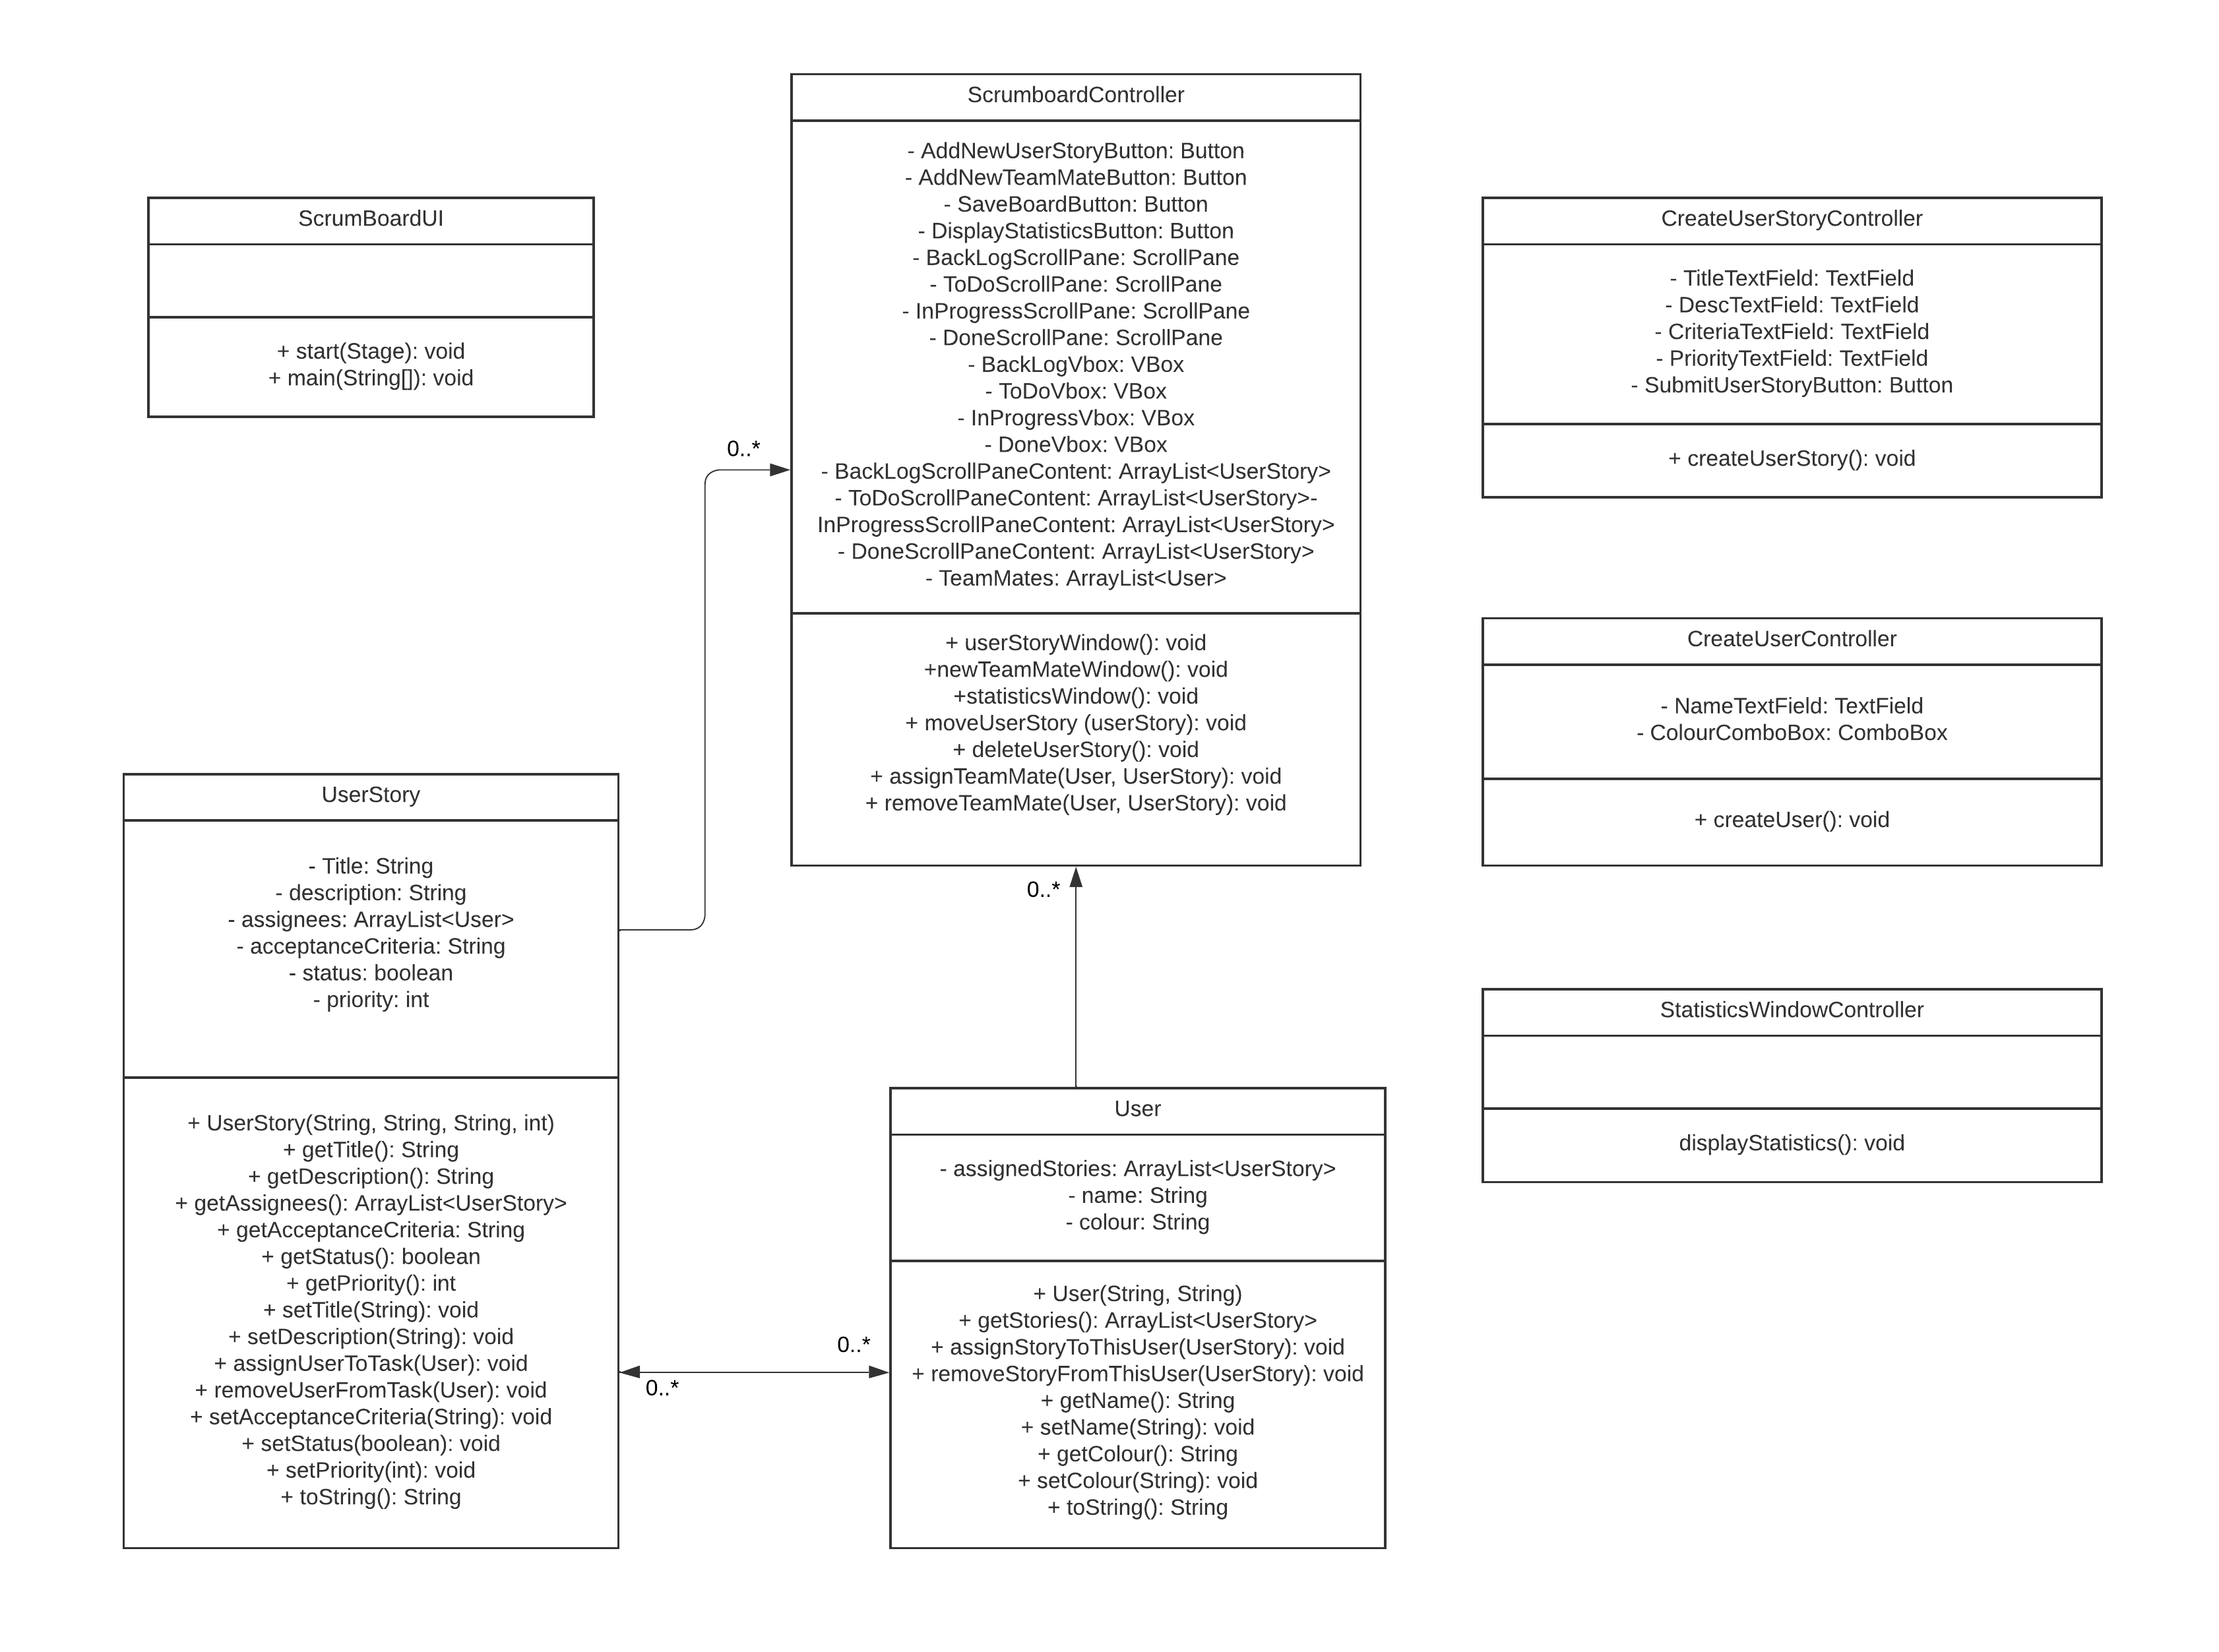 ScrumboardController
- AddNewUserStoryButton: Button
- AddNewTeamMateButton: Button
- SaveBoardButton: Button
- DisplayStatisticsButton: Button
- BackLogScrollPane: ScrollPane
- ToDoScrollPane: ScrollPane
- InProgressScrollPane: ScrollPane
- DoneScrollPane: ScrollPane
- BackLogVbox: VBox
- ToDoVbox: VBox
- InProgressVbox: VBox
- DoneVbox: VBox
- BackLogScrollPaneContent: ArrayList<UserStory>
- ToDoScrollPaneContent: ArrayList<UserStory>-
InProgressScrollPaneContent: ArrayList<UserStory>
- DoneScrollPaneContent: ArrayList<UserStory>
- TeamMates: ArrayList<User>
+ userStoryWindow(): void
+newTeamMateWindow(): void
+statisticsWindow(): void
+ moveUserStory (userStory): void
+ deleteUserStory(): void
+ assignTeamMate(User, UserStory): void
+ removeTeamMate(User, UserStory): void
ScrumBoardUI
+ start(Stage): void
+ main(String[]): void
CreateUserStoryController
- TitleTextField: TextField
- DescTextField: TextField
- CriteriaTextField: TextField
- PriorityTextField: TextField
- SubmitUserStoryButton: Button
+ createUserStory(): void
0..*
CreateUserController
- NameTextField: TextField
- ColourComboBox: ComboBox
+ createUser(): void
UserStory
- Title: String
- description: String
- assignees: ArrayList<User>
- acceptanceCriteria: String
- status: boolean
- priority: int
+ UserStory(String, String, String, int)
+ getTitle(): String
+ getDescription(): String
+ getAssignees(): ArrayList<UserStory>
+ getAcceptanceCriteria: String
+ getStatus(): boolean
+ getPriority(): int
+ setTitle(String): void
+ setDescription(String): void
+ assignUserToTask(User): void
+ removeUserFromTask(User): void
+ setAcceptanceCriteria(String): void
+ setStatus(boolean): void
+ setPriority(int): void
+ toString(): String
0..*
StatisticsWindowController
displayStatistics(): void
User
- assignedStories: ArrayList<UserStory>
- name: String
- colour: String
+ User(String, String)
+ getStories(): ArrayList<UserStory>
+ assignStoryToThisUser(UserStory): void
+ removeStoryFromThisUser(UserStory): void
+ getName(): String
+ setName(String): void
+ getColour(): String
+ setColour(String): void
+ toString(): String
0..*
0..*